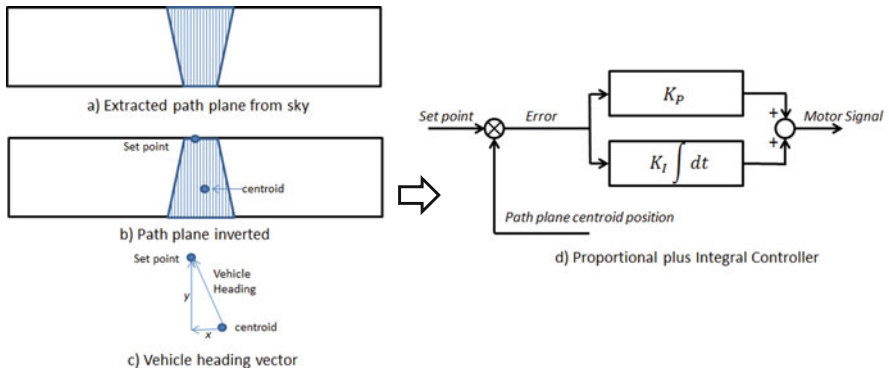 a) Extracted path plane from sky
Set point
centroid
b) Path plane inverted
Set point
Vehicle
Heading
y
centroid
x
c) Vehicle heading vector
Set point
Error
K_P
K_I ∫ dt
+
+
Motor Signal
Path plane centroid position
d) Proportional plus Integral Controller